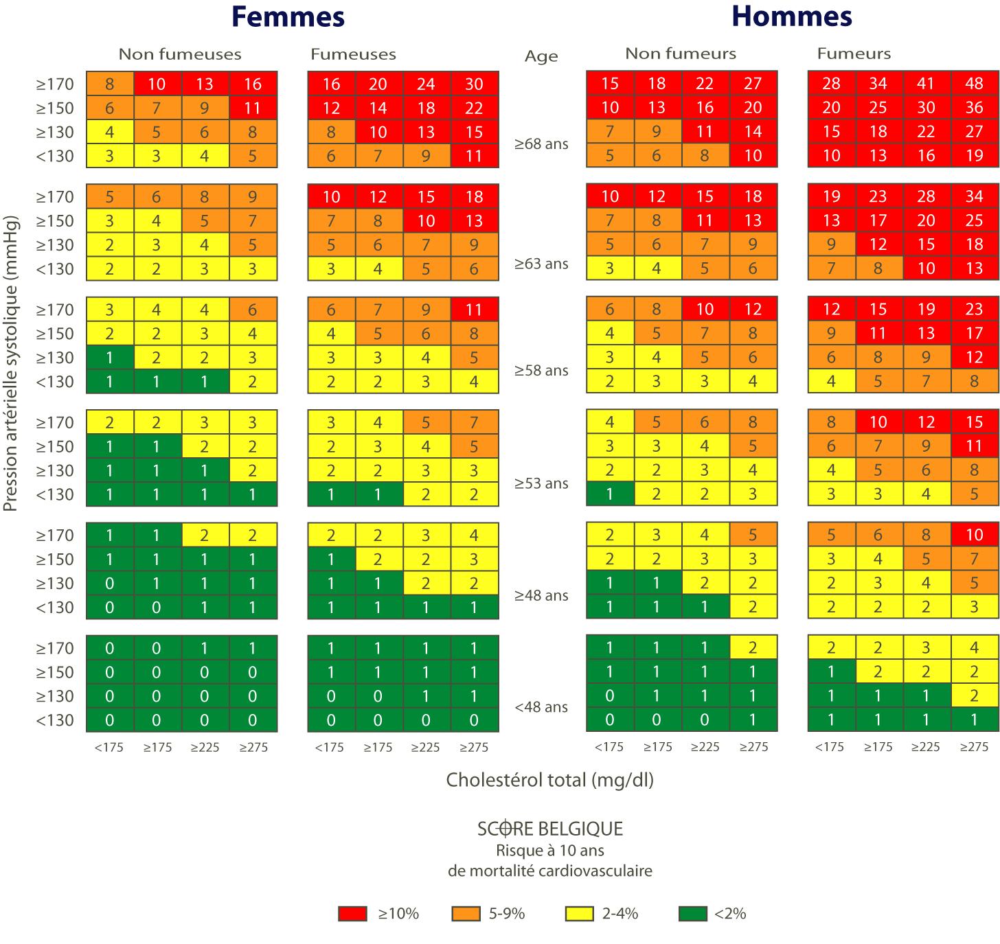 Femmes Hommes
Non fumeuses Fumeuses Age Non fumeurs Fumeurs
Pression artérielle systolique (mmHg)
≥170 8 10 13 16 16 20 24 30 15 18 22 27 28 34 41 48
≥150 6 7 9 11 12 14 18 22 10 13 16 20 20 25 30 36
≥130 4 5 6 8 8 10 13 15 ≥68 ans 7 9 11 14 15 18 22 27
<130 3 3 4 5 6 7 9 11 5 6 8 10 10 13 16 19
≥170 5 6 8 9 10 12 15 18 10 12 15 18 19 23 28 34
≥150 3 4 5 7 7 8 10 13 7 8 11 13 13 17 20 25
≥130 2 3 4 5 5 6 7 9 5 6 7 9 9 12 15 18
<130 2 2 3 3 3 4 5 6 ≥63 ans 3 4 5 6 7 8 10 13
≥170 3 4 4 6 6 7 9 11 6 8 10 12 12 15 19 23
≥150 2 2 3 4 4 5 6 8 4 5 7 8 9 11 13 17
≥130 1 2 2 3 3 3 4 5 3 4 5 6 6 8 9 12
<130 1 1 1 2 2 2 3 4 ≥58 ans 2 3 3 4 4 5 7 8
≥170 2 2 3 3 3 4 5 7 4 5 6 8 8 10 12 15
≥150 1 1 2 2 2 3 4 5 3 3 4 5 6 7 9 11
≥130 1 1 1 2 2 2 3 3 2 2 3 4 4 5 6 8
<130 1 1 1 1 1 1 2 2 ≥53 ans 1 2 2 3 3 3 4 5
≥170 1 1 2 2 2 2 3 4 2 3 4 5 5 6 8 10
≥150 1 1 1 1 1 2 2 3 2 2 3 3 3 4 5 7
≥130 0 1 1 1 1 1 2 2 1 1 2 2 2 3 4 5
<130 0 0 1 1 1 1 1 1 ≥48 ans 1 1 1 2 2 2 2 3
≥170 0 0 1 1 1 1 1 1 1 1 1 2 2 2 3 4
≥150 0 0 0 0 1 1 1 1 1 1 1 1 1 2 2 2
≥130 0 0 0 0 0 0 1 1 <48 ans 0 1 1 1 1 1 1 2
<130 0 0 0 0 0 0 0 0 0 0 0 1 1 1 1 1
<175 ≥175 ≥225 ≥275 <175 ≥175 ≥225 ≥275 <175 ≥175 ≥225 ≥275 <175 ≥175 ≥225 ≥275
Cholestérol total (mg/dl)
SCORE BELGIQUE
Risque à 10 ans
de mortalité cardiovasculaire
≥10% 5-9% 2-4% <2%